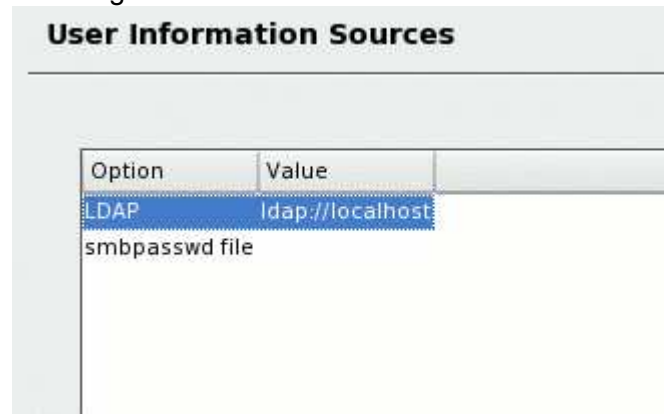 User Information Sources
Option Value
LDAP ldap://localhost
smbpasswd file